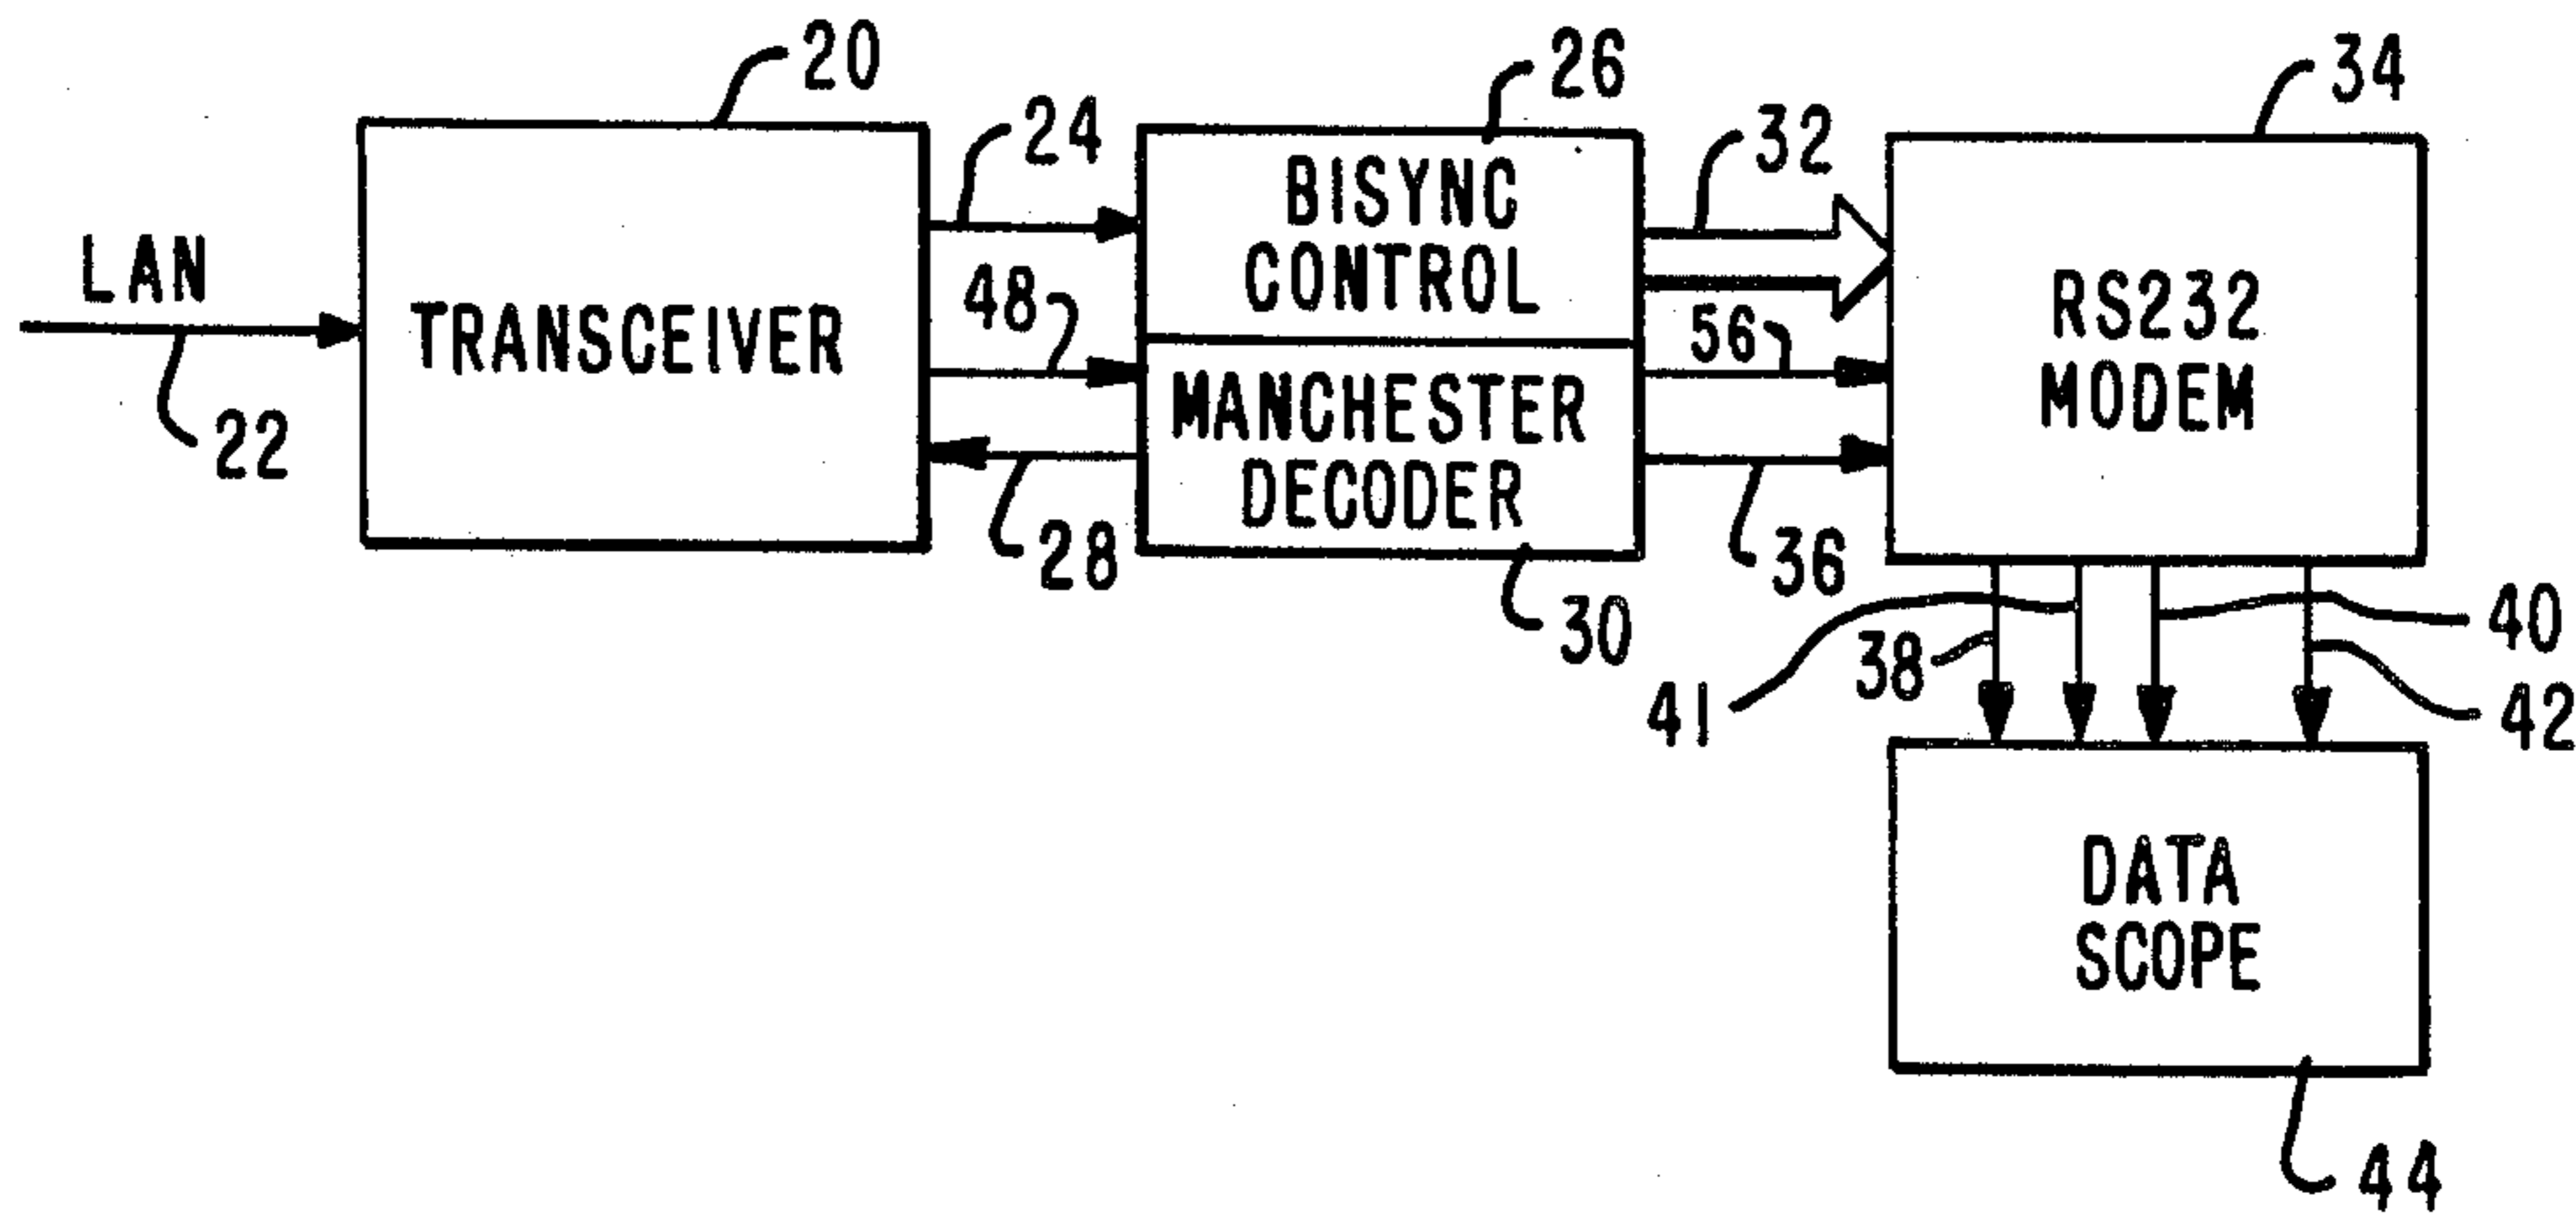 20
26
34
24
32
LAN
BISYNC
CONTROL
48
TRANSCEIVER
RS232
MODEM
56
MANCHESTER
DECODER
22
28
36
30
40
38
41
42
DATA
SCOPE
44